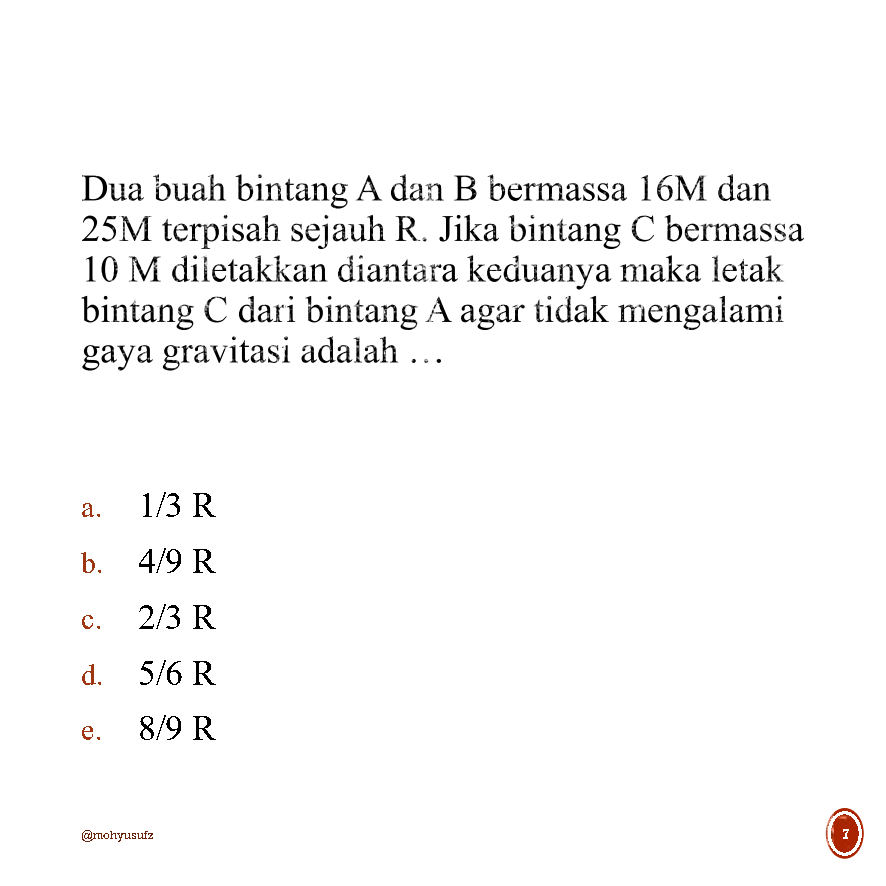 Dua buah bintang A dan B bermassa 16M dan
25M terpisah sejauh R. Jika bintang C bermassa
10 M diletakkan diantara keduanya maka letak
bintang C dari bintang A agar tidak mengalami
gaya gravitasi adalah …
a. 1/3 R
b. 4/9 R
c. 2/3 R
d. 5/6 R
e. 8/9 R
@mohyusufz
7